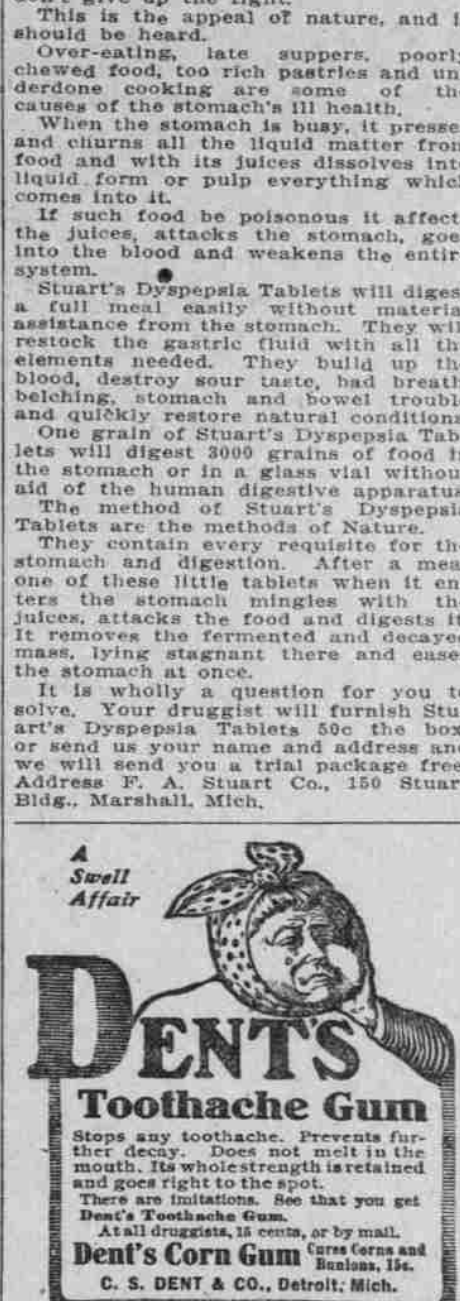 don't give up the fight.
This is the appeal of nature, and i
should be heard.
Over-eating, late suppers, poorly
chewed food, too rich pastries and un
derdone cooking are some of the
causes of the stomach's ill health.
When the stomach is busy, it presse
and churns all the liquid matter from
food and with its juices dissolves int
liquid form or pulp everything which
comes into it.
If such food be poisonous it affect
the juices, attacks the stomach, goe
into the blood and weakens the entir
system.
Stuart's Dyspepsia Tablets will diges
a full meal easily without materia
assistance from the stomach. They wil
restock the gastric fluid with all th
elements needed. They build up the
blood, destroy sour taste, bad breath
belching, stomach and bowel troubl
and quickly restore natural conditions
One grain of Stuart's Dyspepsia Tab
lets will digest 3000 grains of food i
the stomach or in a glass vial withou
aid of the human digestive apparatus
The method of Stuart's Dyspepsia
Tablets are the methods of Nature.
They contain every requisite for the
stomach and digestion. After a mea
one of these little tablets when it en
ters the stomach mingles with the
juices, attacks the food and digests it
It removes the fermented and decayed
mass, lying stagnant there and eases
the stomach at once.
It is wholly a question for you to
solve. Your druggist will furnish Stu
art's Dyspepsia Tablets 50c the box
or send us your name and address and
we will send you a trial package free
Address F. A. Stuart Co., 150 Stuart
Bldg., Marshall, Mich.
A
Swell
Affair
DENT'S
Toothache Gum
Stops any toothache. Prevents fur-
ther decay. Does not melt in the
mouth. Its whole strength is retained
and goes right to the spot.
There are imitations. See that you get
Dent's Toothache Gum.
At all druggists, 15 cents, or by mail.
Dent's Corn Gum Cures Corns and
Bunions, 15c.
C. S. DENT & CO., Detroit, Mich.